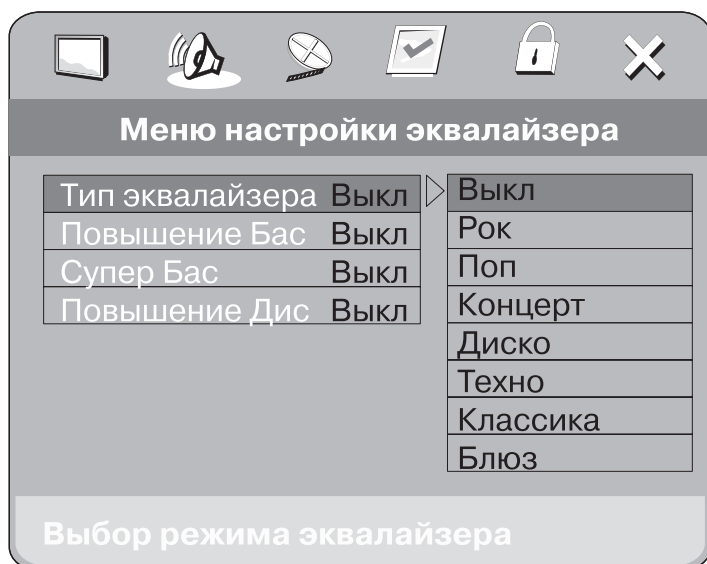 Меню настройки эквалайзера
Тип эквалайзера Выкл
Повышение Бас Выкл
Супер Бас Выкл
Повышение Дис Выкл
Выкл
Рок
Поп
Концерт
Диско
Техно
Классика
Блюз
Выбор режима эквалайзера